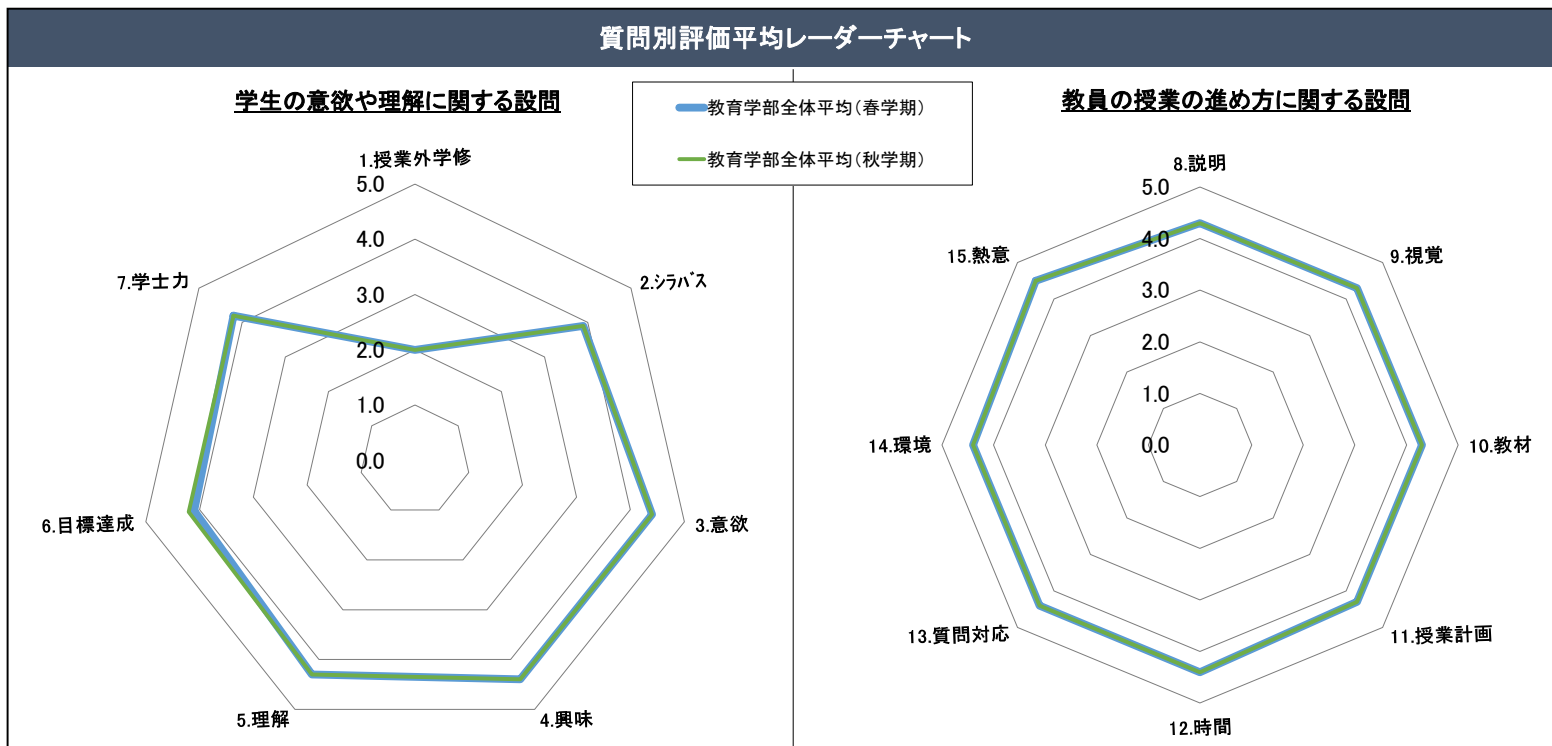 質問別評価平均レーダーチャート
学生の意欲や理解に関する設問
教育学部全体平均(春学期)
教育学部全体平均(秋学期)
教員の授業の進め方に関する設問
1.授業外学修
5.0
4.0
3.0
2.0
1.0
0.0
2.シラバス
3.意欲
4.興味
5.理解
6.目標達成
7.学士力
8.説明
5.0
4.0
3.0
2.0
1.0
0.0
9.視覚
10.教材
11.授業計画
12.時間
13.質問対応
14.環境
15.熱意